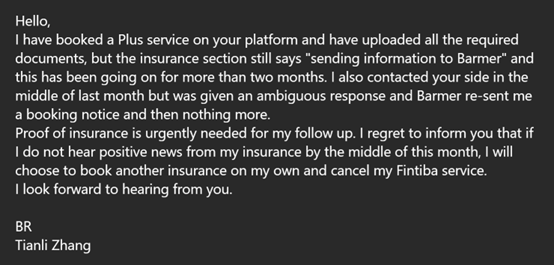 Hello,
I have booked a Plus service on your platform and have uploaded all the required
documents, but the insurance section still says "sending information to Barmer" and
this has been going on for more than two months. I also contacted your side in the
middle of last month but was given an ambiguous response and Barmer re-sent me
a booking notice and then nothing more.
Proof of insurance is urgently needed for my follow up. I regret to inform you that if
I do not hear positive news from my insurance by the middle of this month, I will
choose to book another insurance on my own and cancel my Fintiba service.
I look forward to hearing from you.
BR
Tianli Zhang